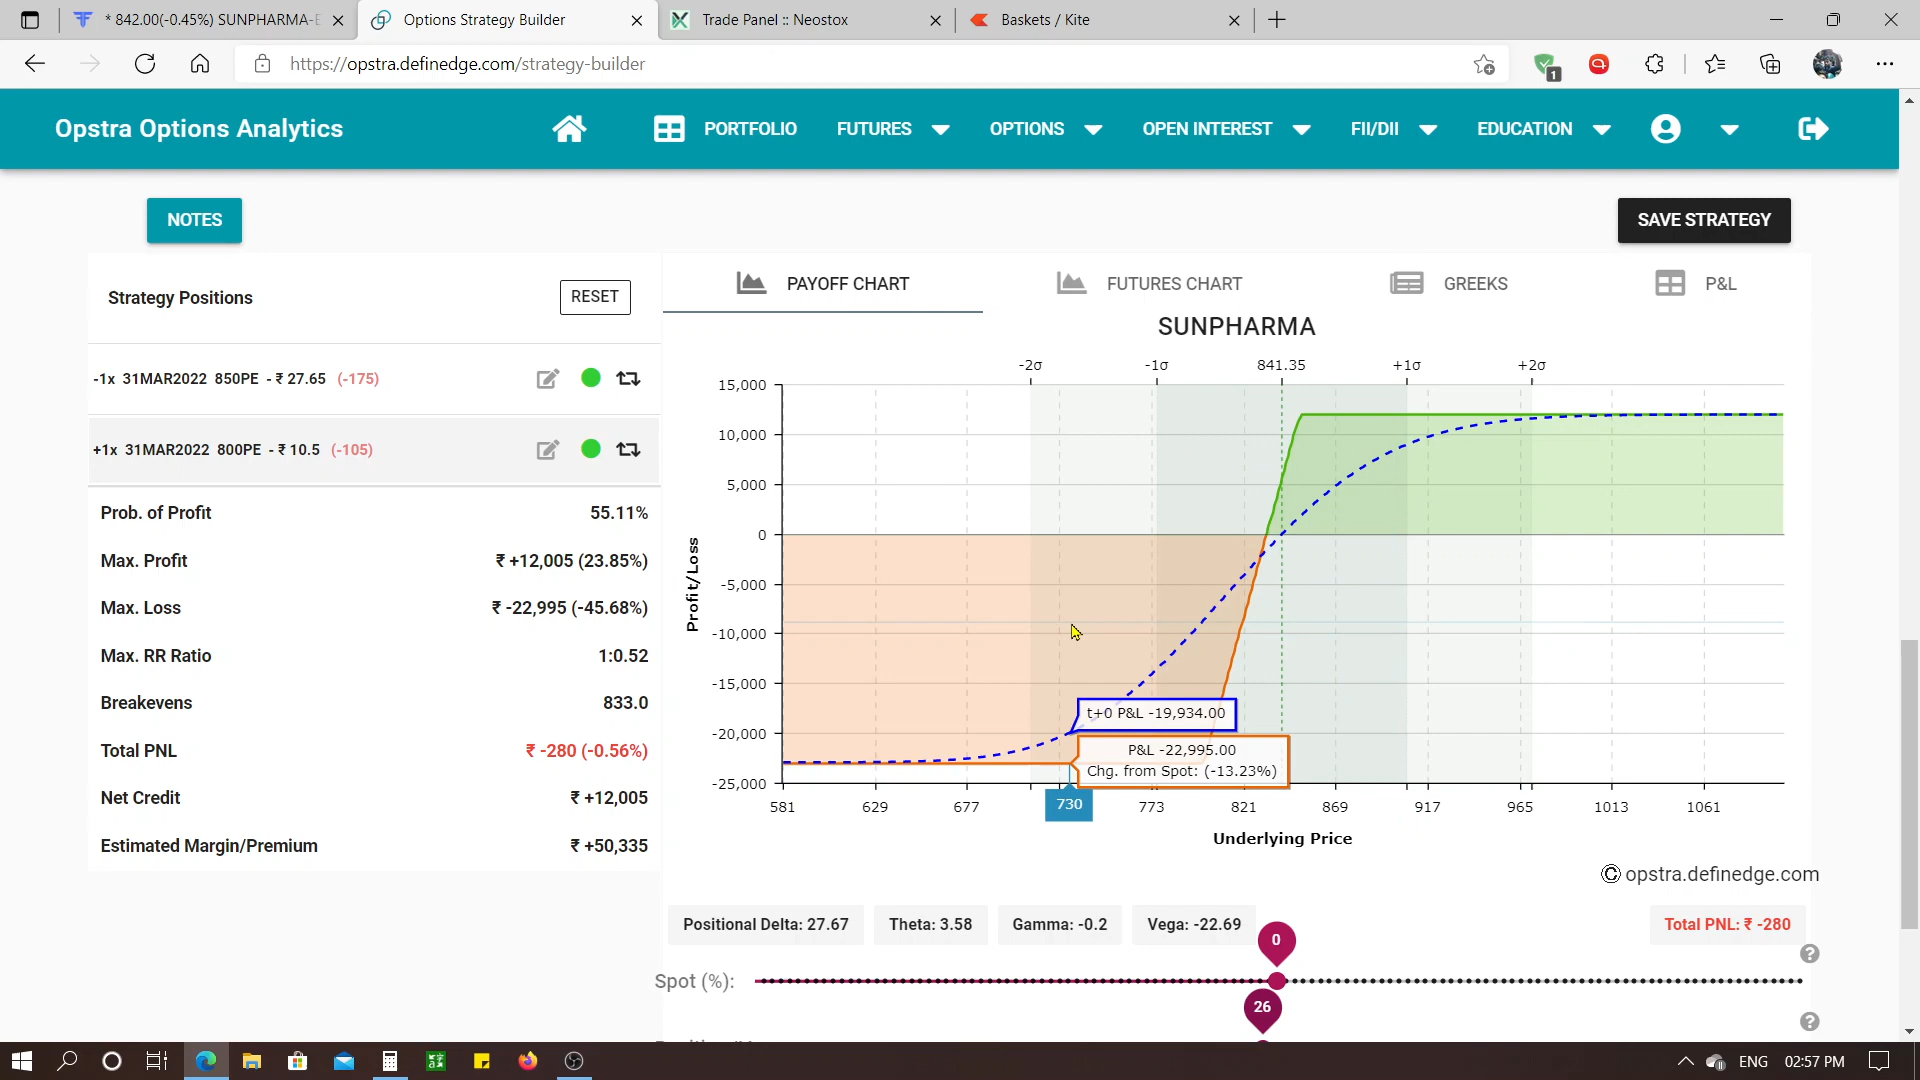 * 842.00(-0.45%) SUNPHARMA-E
Options Strategy Builder
Trade Panel :: Neostox
Baskets / Kite
https://opstra.definedge.com/strategy-builder
1
Opstra Options Analytics
PORTFOLIO
FUTURES
OPTIONS
OPEN INTEREST
FII/DII
EDUCATION
NOTES
SAVE STRATEGY
Strategy Positions
RESET
PAYOFF CHART
FUTURES CHART
GREEKS
P&L
-1x 31MAR2022 850PE - ₹ 27.65 (-175)
+1x 31MAR2022 800PE - ₹ 10.5 (-105)
Prob. of Profit 55.11%
Max. Profit ₹ +12,005 (23.85%)
Max. Loss ₹ -22,995 (-45.68%)
Max. RR Ratio 1:0.52
Breakevens 833.0
Total PNL ₹ -280 (-0.56%)
Net Credit ₹ +12,005
Estimated Margin/Premium ₹ +50,335
SUNPHARMA
-2σ -1σ 841.35 +1σ +2σ
15,000
10,000
5,000
0
-5,000
-10,000
-15,000
-20,000
-25,000
Profit/Loss
t+0 P&L -19,934.00
P&L -22,995.00
Chg. from Spot: (-13.23%)
581 629 677 730 773 821 869 917 965 1013 1061
Underlying Price
© opstra.definedge.com
Positional Delta: 27.67
Theta: 3.58
Gamma: -0.2
Vega: -22.69
Total PNL: ₹ -280
0
Spot (%):
26
ENG 02:57 PM